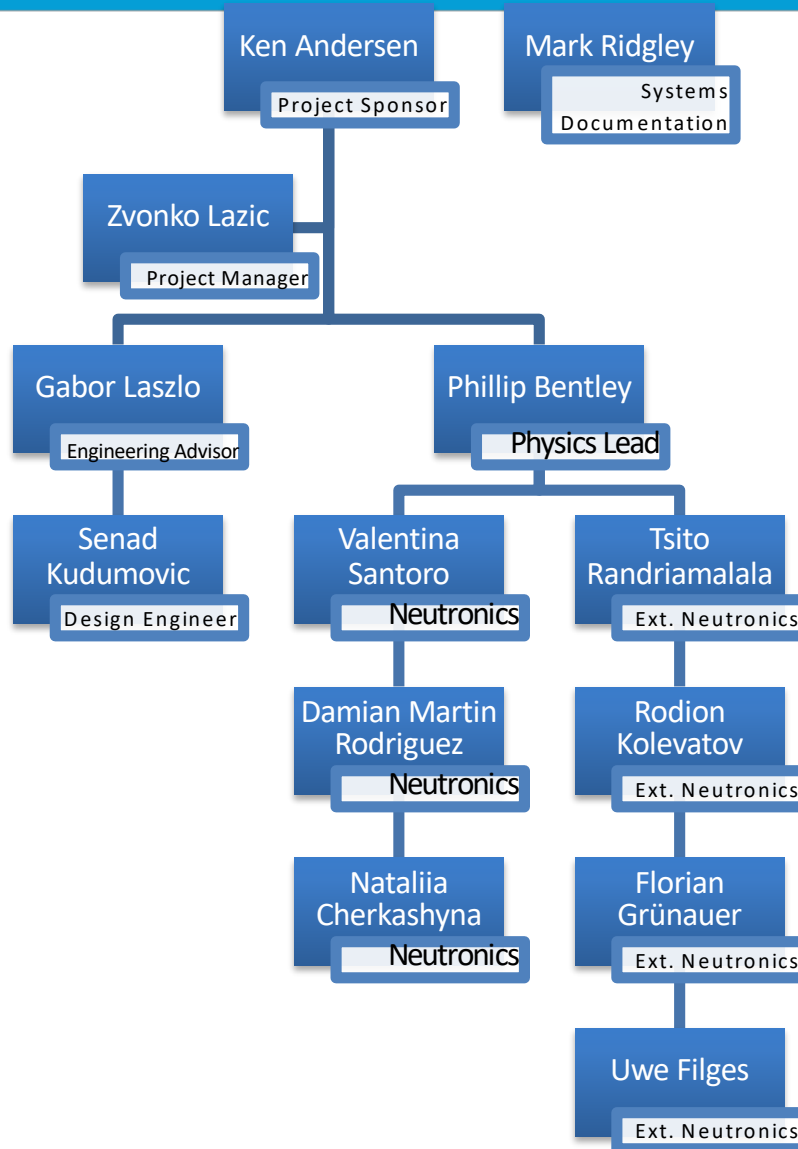 Ken Andersen
Project Sponsor
Mark Ridgley
Systems
Documentation
Zvonko Lazic
Project Manager
Gabor Laszlo
Engineering Advisor
Phillip Bentley
Physics Lead
Senad
Kudumovic
Design Engineer
Valentina
Santoro
Neutronics
Tsito
Randriamalala
Ext. Neutronics
Damian Martin
Rodriguez
Neutronics
Rodion
Kolevatov
Ext. Neutronics
Nataliia
Cherkashyna
Neutronics
Florian
Grünauer
Ext. Neutronics
Uwe Filges
Ext. Neutronics